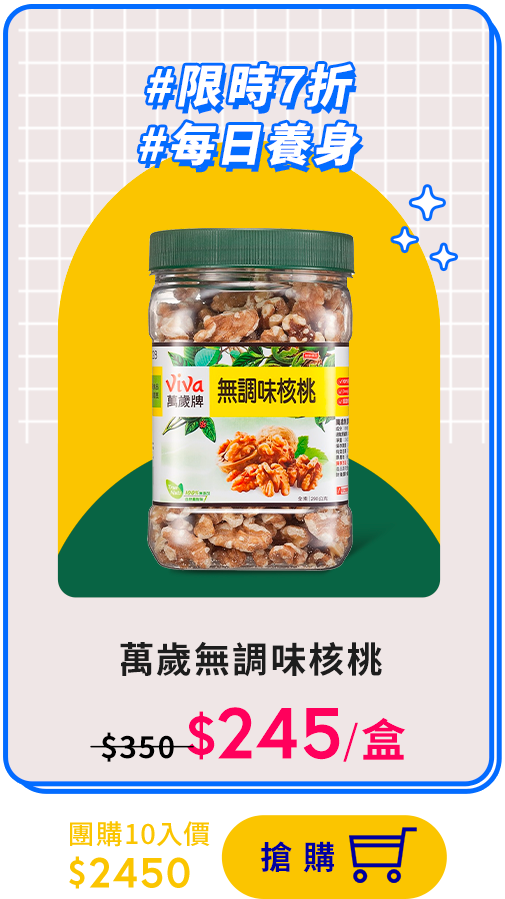 #限時7折
#每日養身
Viva
萬歲牌
無調味核桃
100%
萬歲無調味核桃
$350 $245/盒
團購10入價
$2450
搶購